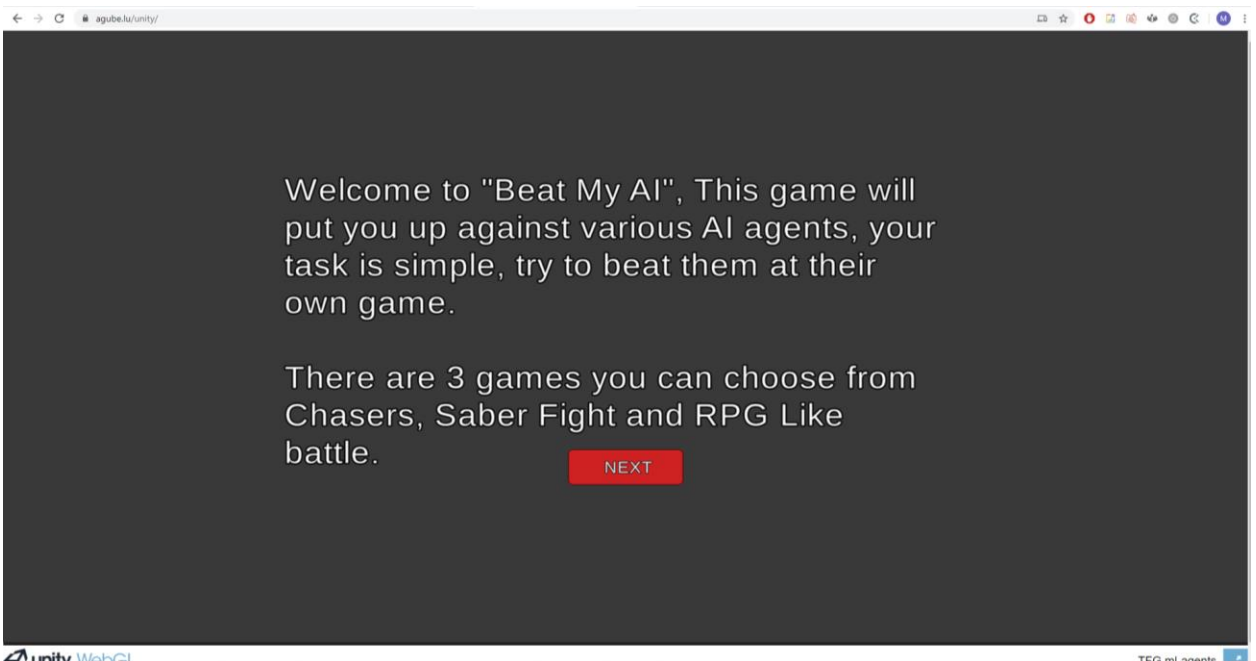 agube.lu/unity/
M
Welcome to "Beat My AI", This game will
put you up against various AI agents, your
task is simple, try to beat them at their
own game.
There are 3 games you can choose from
Chasers, Saber Fight and RPG Like
battle.
NEXT
unity WebGL
TFG mLagents